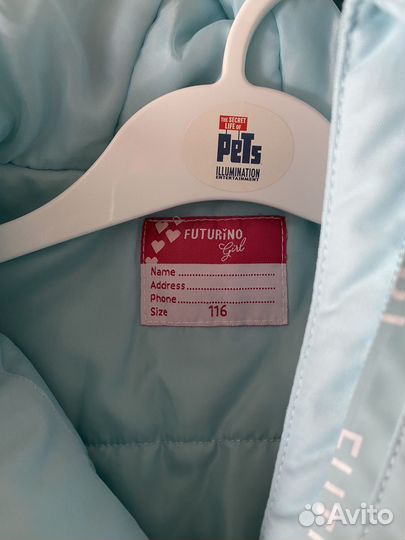 THE SECRET
LIFE OF
PETS
ILLUMINATION
ENTERTAINMENT
FUTURINO
Girl
Name
Address
Phone
Size 116
Avito